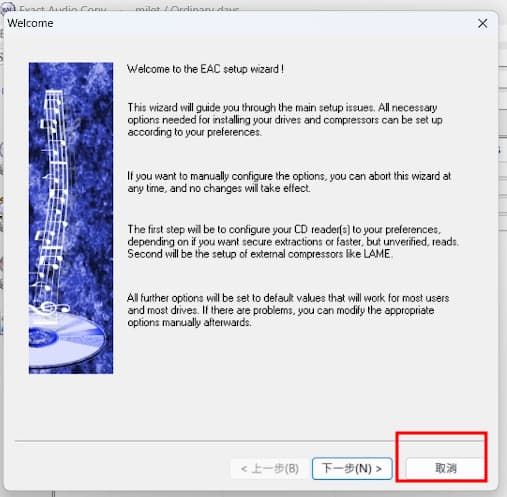 Exact Audio Copy - milet / Ordinary days
Welcome
Welcome to the EAC setup wizard !
This wizard will guide you through the main setup issues. All necessary
options needed for installing your drives and compressors can be set up
according to your preferences.
If you want to manually configure the options, you can abort this wizard at
any time, and no changes will take effect.
The first step will be to configure your CD reader(s) to your preferences,
depending on if you want secure extractions or faster, but unverified, reads.
Second will be the setup of external compressors like LAME.
All further options will be set to default values that will work for most users
and most drives. If there are problems, you can modify the appropriate
options manually afterwards.
< 上一步(B) 下一步(N) > 取消